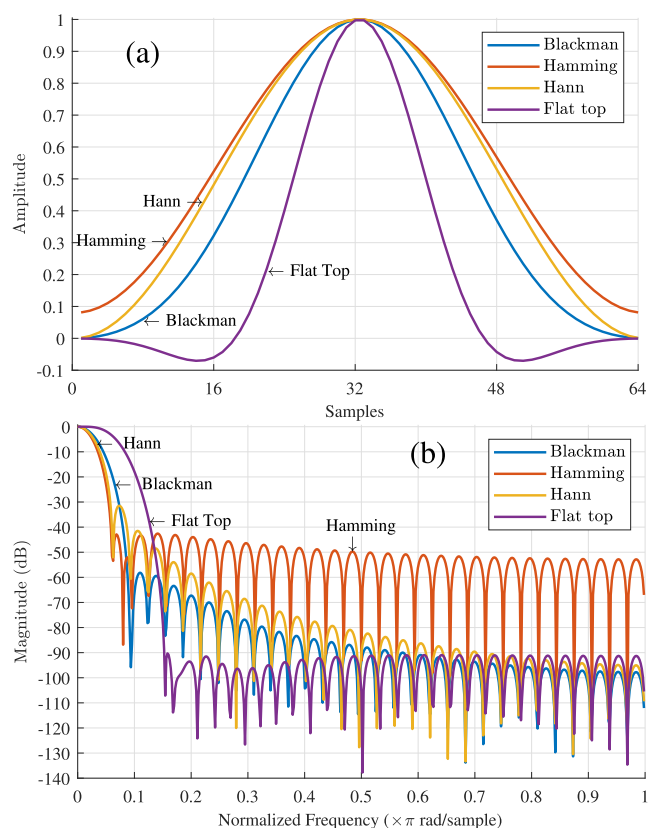 1
0.9
0.8
0.7
0.6
0.5
0.4
0.3
0.2
0.1
0
-0.1
Amplitude
(a)
Blackman
Hamming
Hann
Flat top
Hann
Hamming
Flat Top
Blackman
0 16 32 48 64
Samples
0
-10
-20
-30
-40
-50
-60
-70
-80
-90
-100
-110
-120
-130
-140
Magnitude (dB)
(b)
Blackman
Hamming
Hann
Flat top
Hann
Blackman
Flat Top
Hamming
0 0.1 0.2 0.3 0.4 0.5 0.6 0.7 0.8 0.9 1
Normalized Frequency (×π rad/sample)